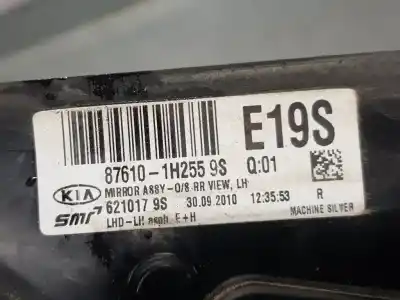 E19S
87610-1H255 9S Q:01
KIA MIRROR ASSY-O/S RR VIEW, LH
smr 621017 9S 30.09.2010 12:35:53 R
LHD-LH asph. E+H MACHINE SILVER